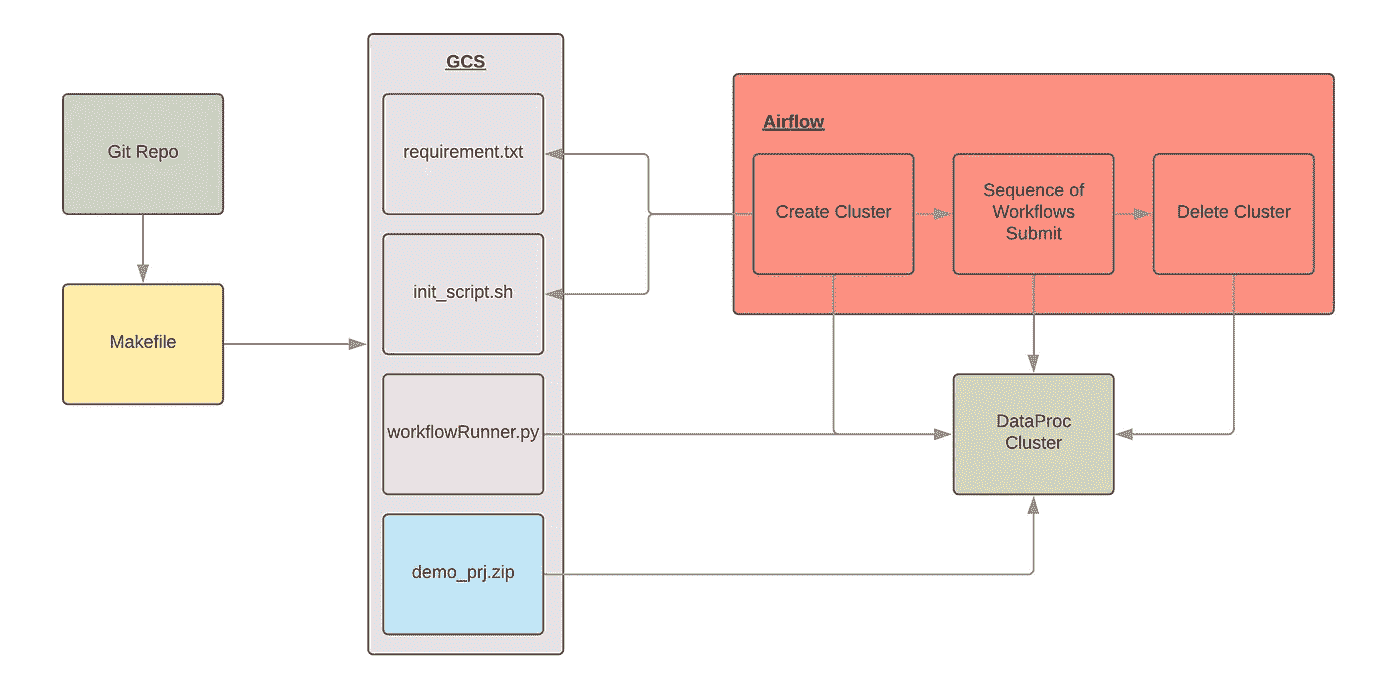 Git Repo
Makefile
GCS
requirement.txt
init_script.sh
workflowRunner.py
demo_prj.zip
Airflow
Create Cluster
Sequence of
Workflows
Submit
Delete Cluster
DataProc
Cluster